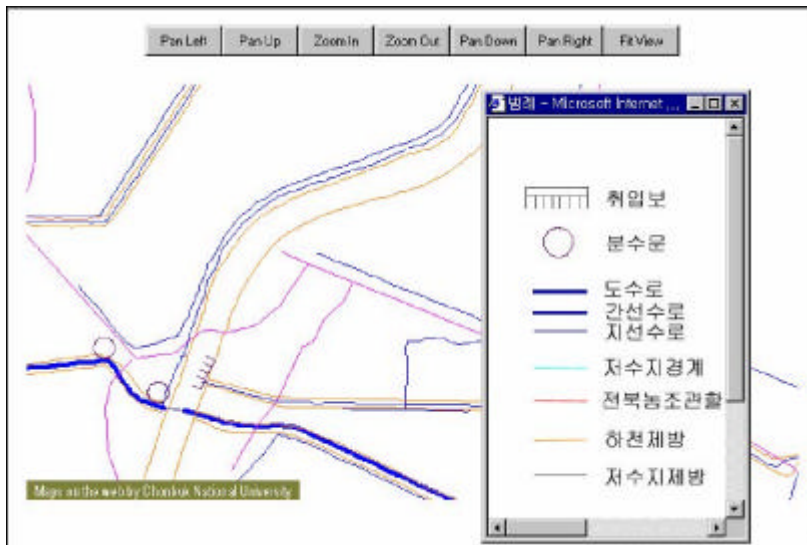 Pan Left Pan Up Zoom In Zoom Out Pan Down Pan Right Fit View
범례 - Microsoft Internet ...
취입보
분수문
도수로
간선수로
지선수로
저수지경계
전북농조관할
하천제방
저수지제방
Maps on the web by Chonbuk National University